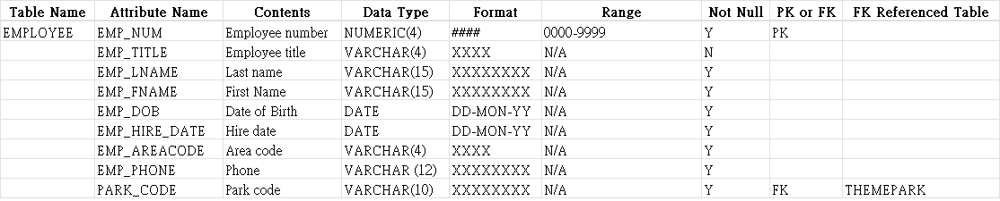 Table Name Attribute Name Contents Data Type Format Range Not Null PK or FK FK Referenced Table
EMPLOYEE EMP_NUM Employee number NUMERIC(4) #### 0000-9999 Y PK
EMP_TITLE Employee title VARCHAR(4) XXXX N/A N
EMP_LNAME Last name VARCHAR(15) XXXXXXXX N/A Y
EMP_FNAME First Name VARCHAR(15) XXXXXXXX N/A Y
EMP_DOB Date of Birth DATE DD-MON-YY N/A Y
EMP_HIRE_DATE Hire date DATE DD-MON-YY N/A Y
EMP_AREACODE Area code VARCHAR(4) XXXX N/A Y
EMP_PHONE Phone VARCHAR (12) XXXXXXXX N/A Y
PARK_CODE Park code VARCHAR(10) XXXXXXXX N/A Y FK THEMEPARK